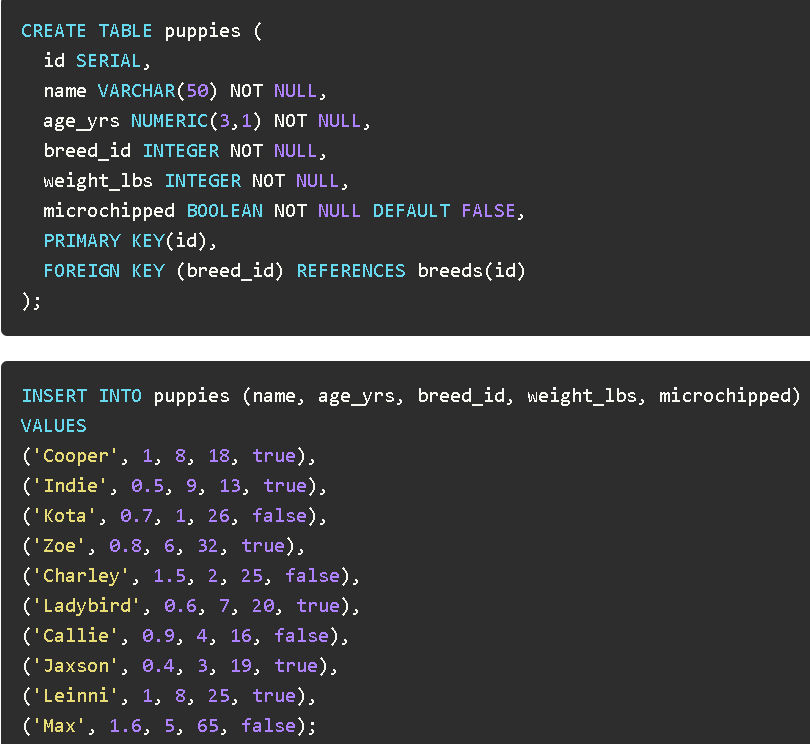 CREATE TABLE puppies (
id SERIAL,
name VARCHAR(50) NOT NULL,
age_yrs NUMERIC(3,1) NOT NULL,
breed_id INTEGER NOT NULL,
weight_lbs INTEGER NOT NULL,
microchipped BOOLEAN NOT NULL DEFAULT FALSE,
PRIMARY KEY(id),
FOREIGN KEY (breed_id) REFERENCES breeds(id)
);
INSERT INTO puppies (name, age_yrs, breed_id, weight_lbs, microchipped)
VALUES
('Cooper', 1, 8, 18, true),
('Indie', 0.5, 9, 13, true),
('Kota', 0.7, 1, 26, false),
('Zoe', 0.8, 6, 32, true),
('Charley', 1.5, 2, 25, false),
('Ladybird', 0.6, 7, 20, true),
('Callie', 0.9, 4, 16, false),
('Jaxson', 0.4, 3, 19, true),
('Leinni', 1, 8, 25, true),
('Max', 1.6, 5, 65, false);